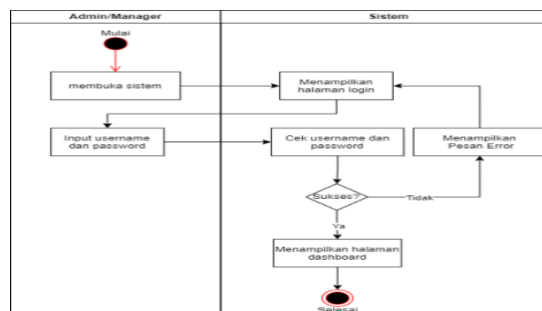 Admin/Manager
Sistem
Mulai
membuka sistem
Menampilkan
halaman login
Input username
dan password
Cek username dan
password
Menampilkan
Pesan Error
Sukses?
Tidak
Ya
Menampilkan halaman
dashboard
Selesai